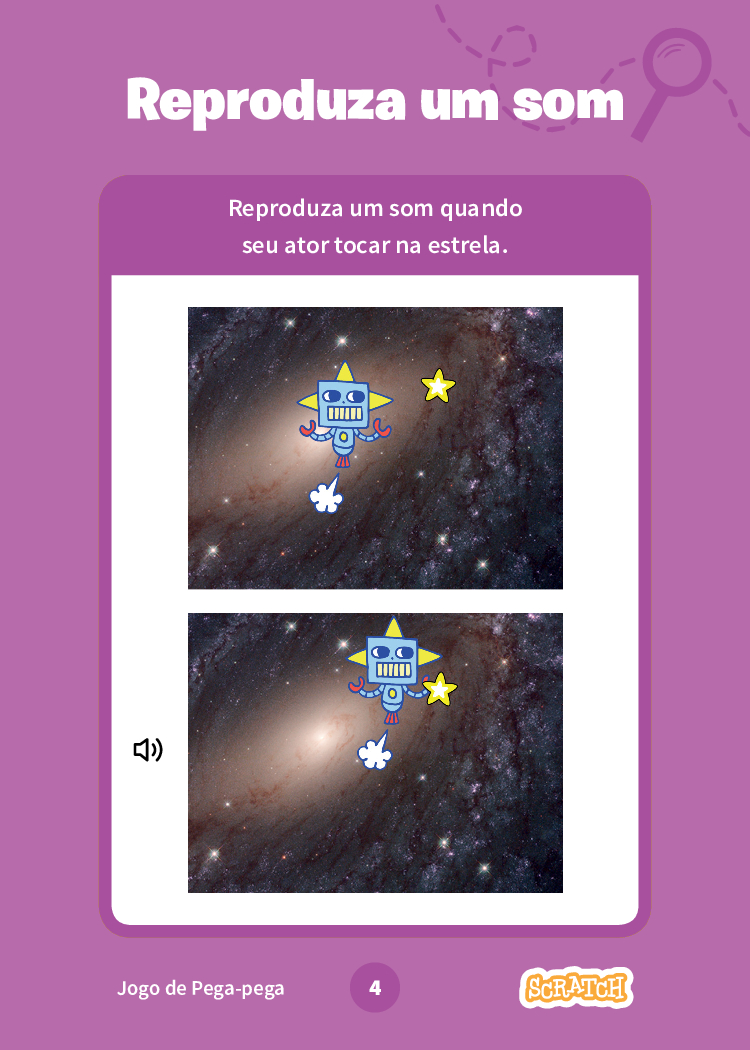 Reproduza um som
Reproduza um som quando
seu ator tocar na estrela.
Jogo de Pega-pega
4
SCRATCH